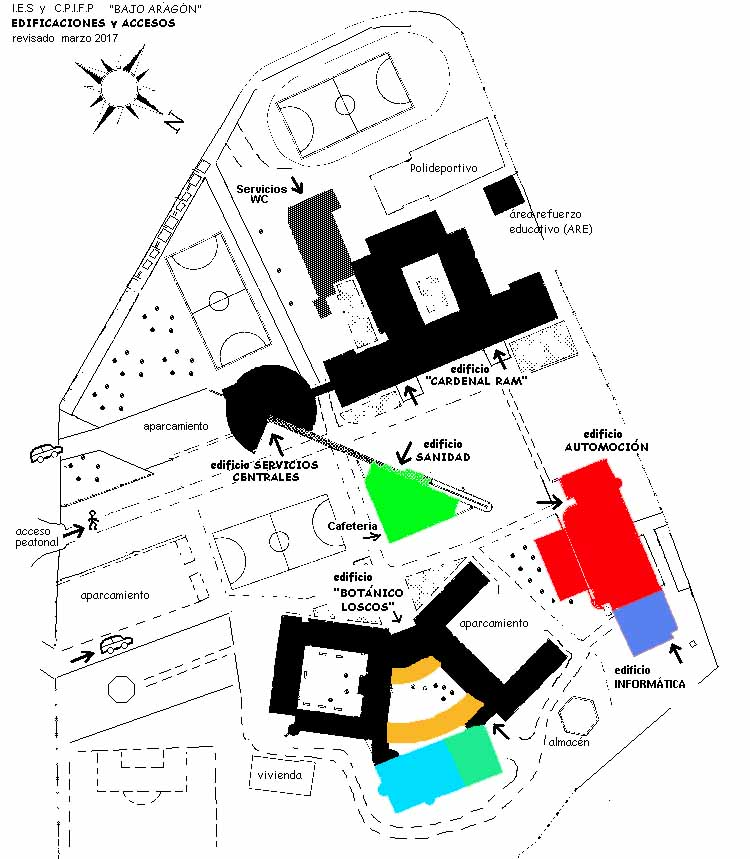 I.E.S y C.P.I.F.P "BAJO ARAGÓN"
EDIFICACIONES y ACCESOS
revisado marzo 2017
N
Servicios
WC
Polideportivo
área refuerzo
educativo (ARE)
edificio
"CARDENAL RAM"
aparcamiento
edificio SERVICIOS
CENTRALES
edificio
SANIDAD
edificio
AUTOMOCIÓN
Cafeteria
acceso
peatonal
edificio
"BOTÁNICO
LOSCOS"
aparcamiento
aparcamiento
edificio
INFORMÁTICA
almacén
vivienda